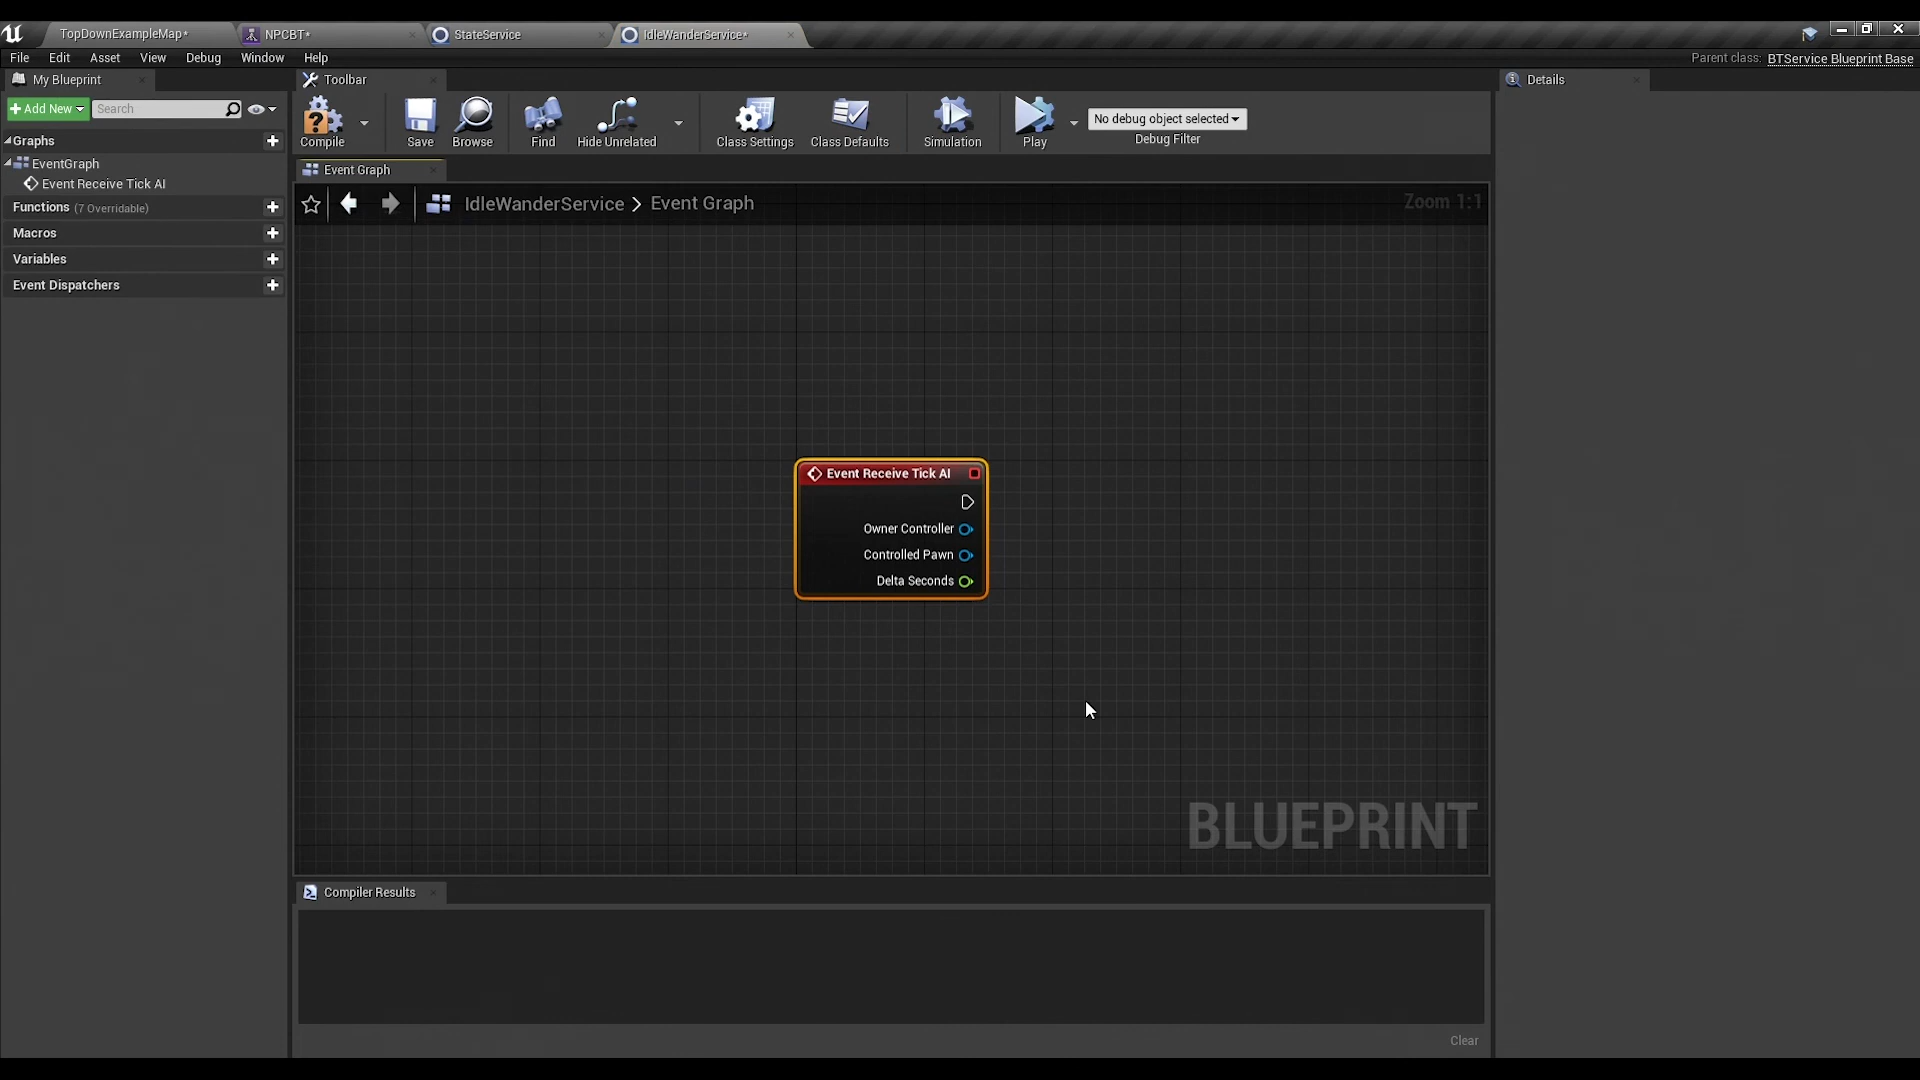 TopDownExampleMap*
NPCBT*
StateService
IdleWanderService*
File Edit Asset View Debug Window Help
Parent class: BTService Blueprint Base
My Blueprint
Toolbar
Details
Add New
Search
Compile
Save
Browse
Find
Hide Unrelated
Class Settings
Class Defaults
Simulation
Play
No debug object selected
Debug Filter
Graphs
EventGraph
Event Receive Tick AI
Functions (7 Overridable)
Macros
Variables
Event Dispatchers
Event Graph
IdleWanderService > Event Graph
Zoom 1:1
Event Receive Tick AI
Owner Controller
Controlled Pawn
Delta Seconds
BLUEPRINT
Compiler Results
Clear